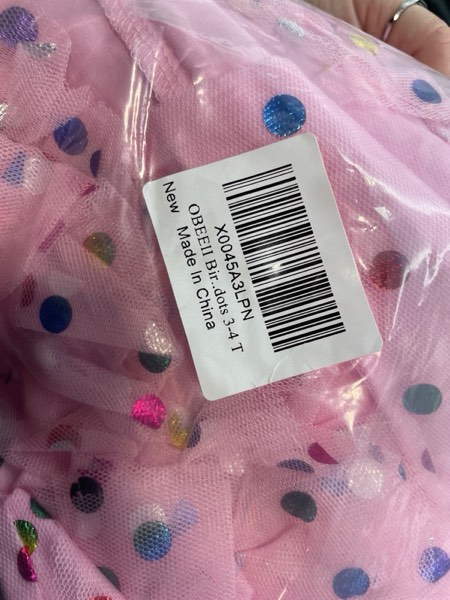 X0045A3LPN
OBEEII Bir..dots 3-4 T
New Made In China